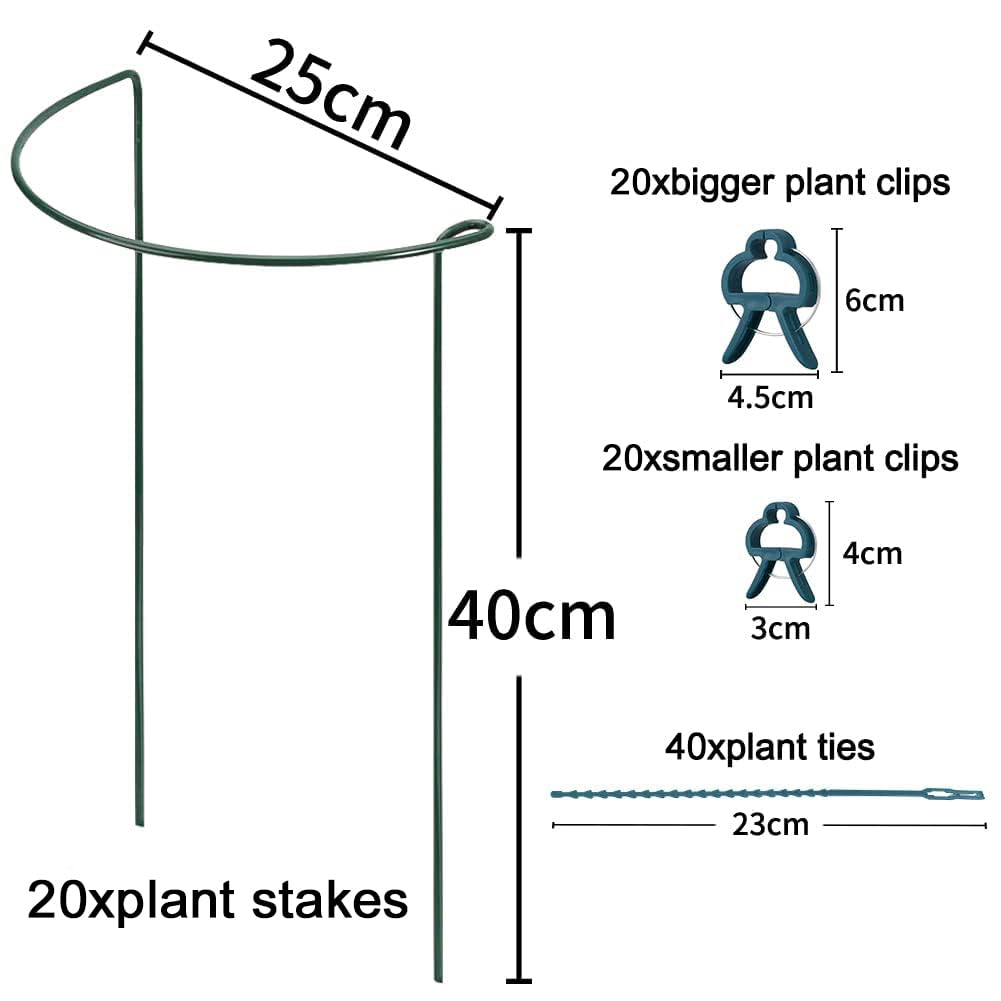 25cm
40cm
20xplant stakes
20xbigger plant clips
6cm
4.5cm
20xsmaller plant clips
4cm
3cm
40xplant ties
23cm